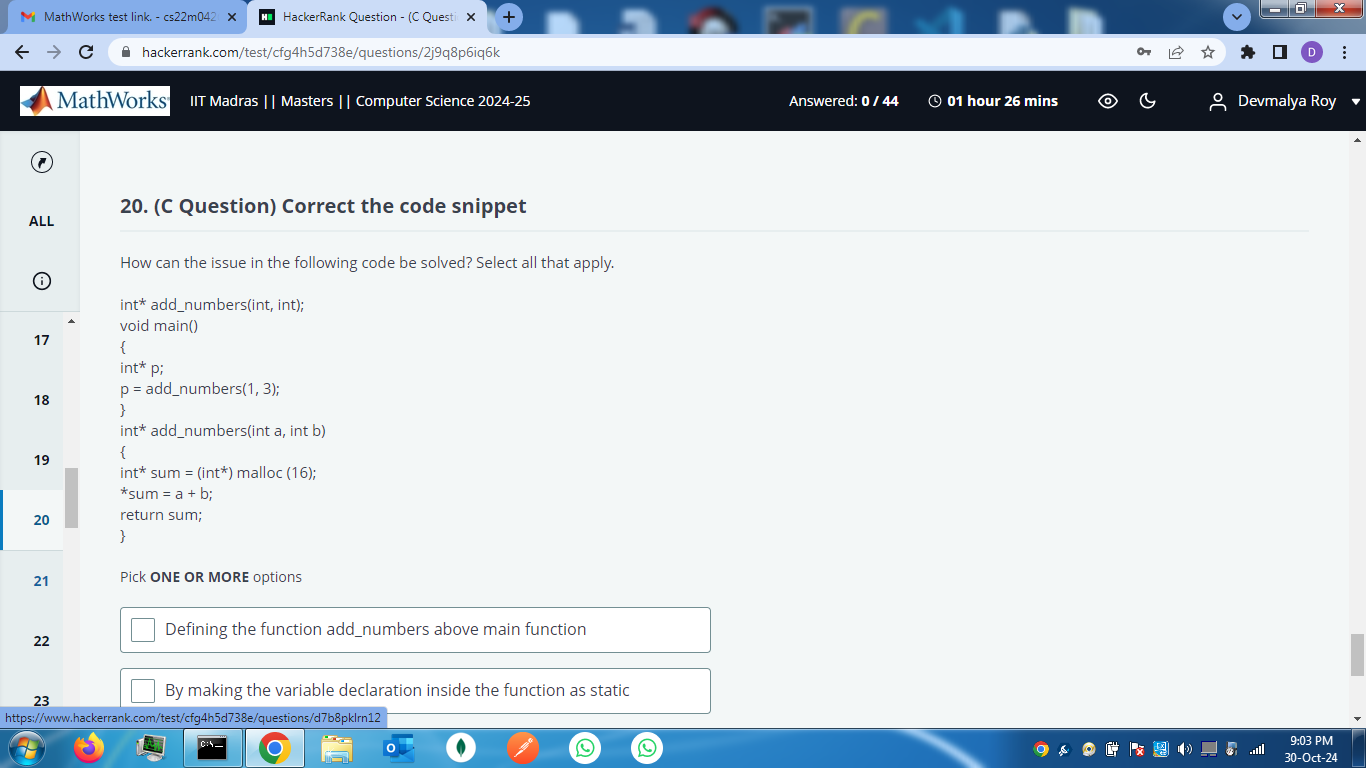 MathWorks test link. - cs22m042
HackerRank Question - (C Questi
hackerrank.com/test/cfg4h5d738e/questions/2j9q8p6iq6k
D
MathWorks
IIT Madras || Masters || Computer Science 2024-25
Answered: 0 / 44
01 hour 26 mins
Devmalya Roy
ALL
17
18
19
20
21
22
23
20. (C Question) Correct the code snippet
How can the issue in the following code be solved? Select all that apply.
int* add_numbers(int, int);
void main()
{
int* p;
p = add_numbers(1, 3);
}
int* add_numbers(int a, int b)
{
int* sum = (int*) malloc (16);
*sum = a + b;
return sum;
}
Pick ONE OR MORE options
Defining the function add_numbers above main function
By making the variable declaration inside the function as static
https://www.hackerrank.com/test/cfg4h5d738e/questions/d7b8pklrn12
9:03 PM
30-Oct-24